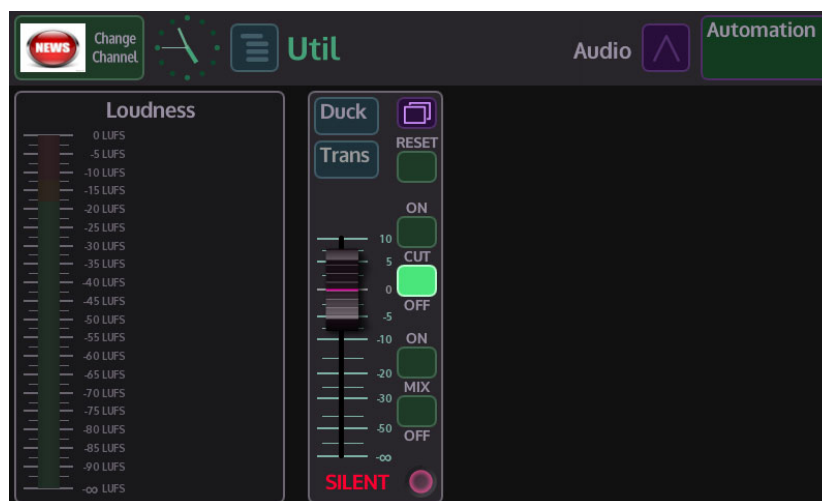 NEWS
Change
Channel
Util
Audio
Automation
Loudness
0 LUFS
-5 LUFS
-10 LUFS
-15 LUFS
-20 LUFS
-25 LUFS
-30 LUFS
-35 LUFS
-40 LUFS
-45 LUFS
-50 LUFS
-55 LUFS
-60 LUFS
-65 LUFS
-70 LUFS
-75 LUFS
-80 LUFS
-85 LUFS
-90 LUFS
-∞ LUFS
Duck
Trans
RESET
ON
CUT
OFF
ON
MIX
OFF
10
5
0
-5
-10
-20
-30
-50
-∞
SILENT